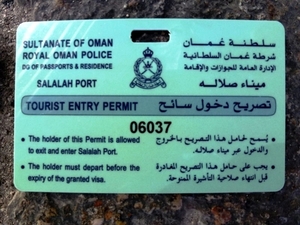 SULTANATE OF OMAN
ROYAL OMAN POLICE
DG OF PASSPORTS & RESIDENCE
SALALAH PORT
سلطنة عمان
شرطة عمان السلطانية
الإدارة العامة للجوازات والإقامة
ميناء صلاله
TOURIST ENTRY PERMIT
تصريح دخول سائح
06037
• The holder of this Permit is allowed
to exit and enter Salalah Port.
• The holder must depart before the
expiry of the granted visa.
• يُسمح لحامل هذا التصريح بالخروج
والدخول عبر ميناء صلاله.
• يجب على حامل هذا التصريح المغادرة
قبل انتهاء صلاحية التأشيرة الممنوحة.